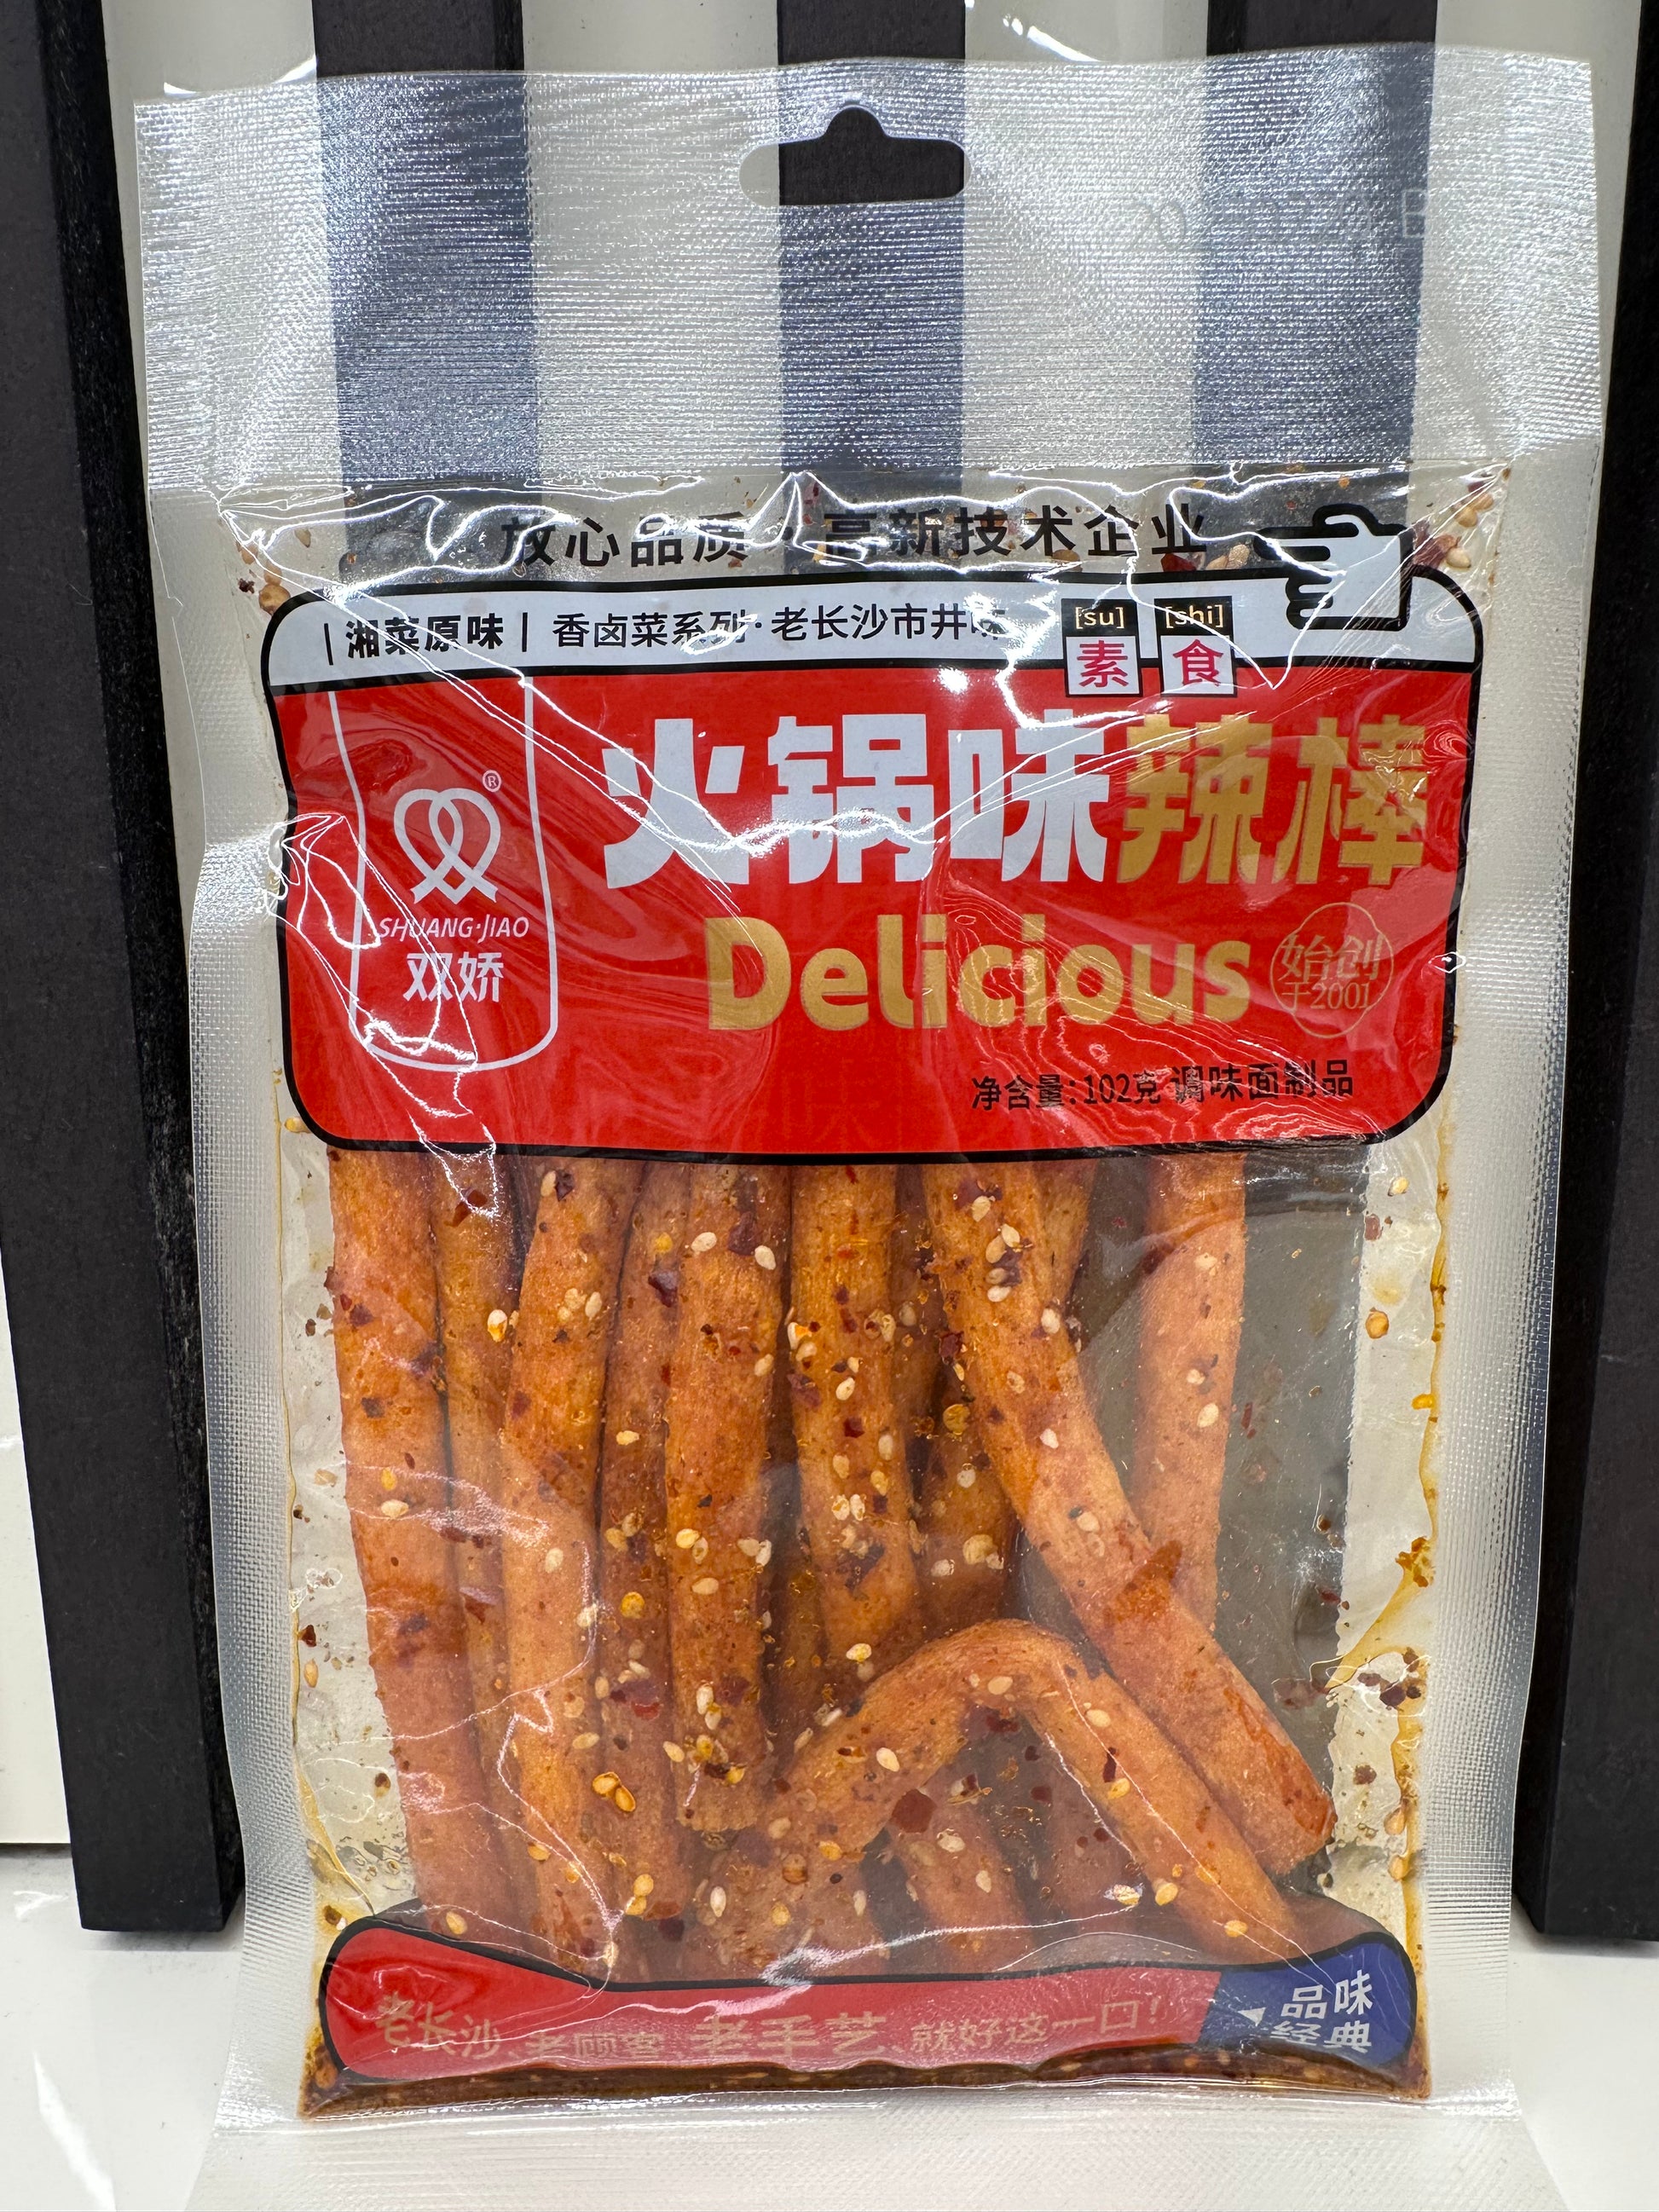 放心品质·高新技术企业
|湘菜原味| 香卤菜系列·老长沙市井味
[su] [shi]
素 食
火锅味辣棒
®
SHUANG·JIAO
双娇
Delicious
始创
于2001
净含量:102克 调味面制品
老长沙、老顾客、老手艺、就好这一口!
品味
经典